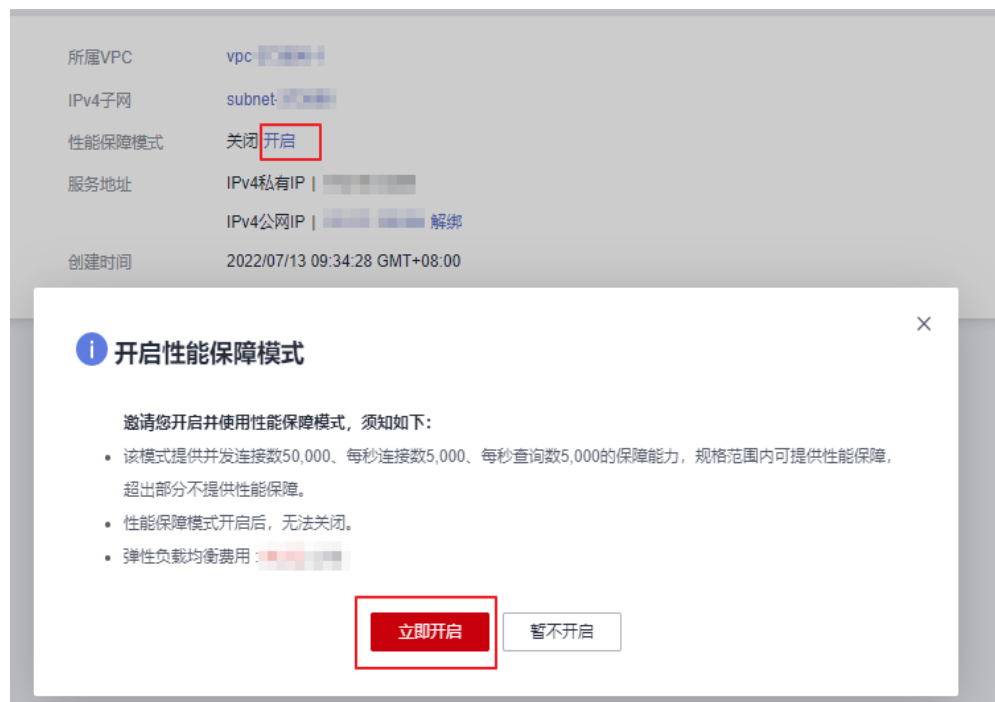 所属VPC vpc-
IPv4子网 subnet-
性能保障模式 关闭 开启
服务地址 IPv4私有IP |
IPv4公网IP | 解绑
创建时间 2022/07/13 09:34:28 GMT+08:00
开启性能保障模式
邀请您开启并使用性能保障模式，须知如下：
该模式提供并发连接数50,000、每秒连接数5,000、每秒查询数5,000的保障能力，规格范围内可提供性能保障，
超出部分不提供性能保障。
性能保障模式开启后，无法关闭。
弹性负载均衡费用：
立即开启 暂不开启